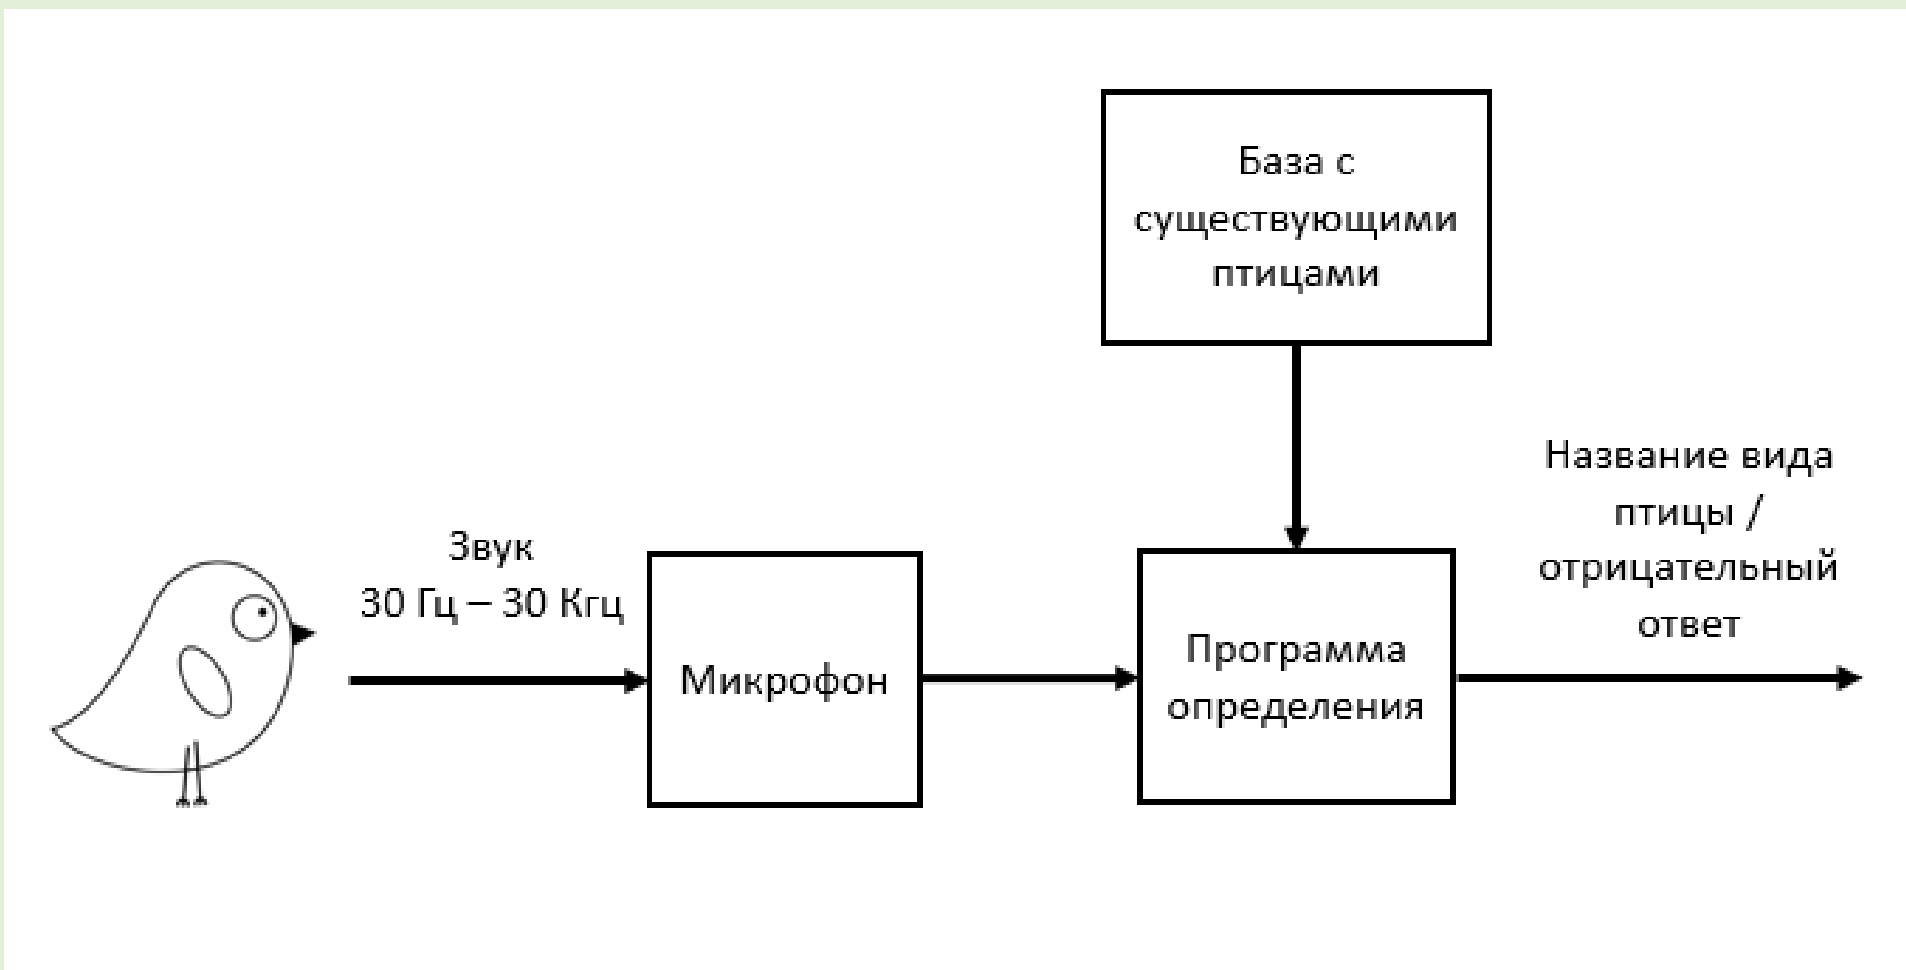 База с
существующими
птицами
Название вида
птицы /
отрицательный
ответ
Звук
30 Гц – 30 Кгц
Микрофон
Программа
определения